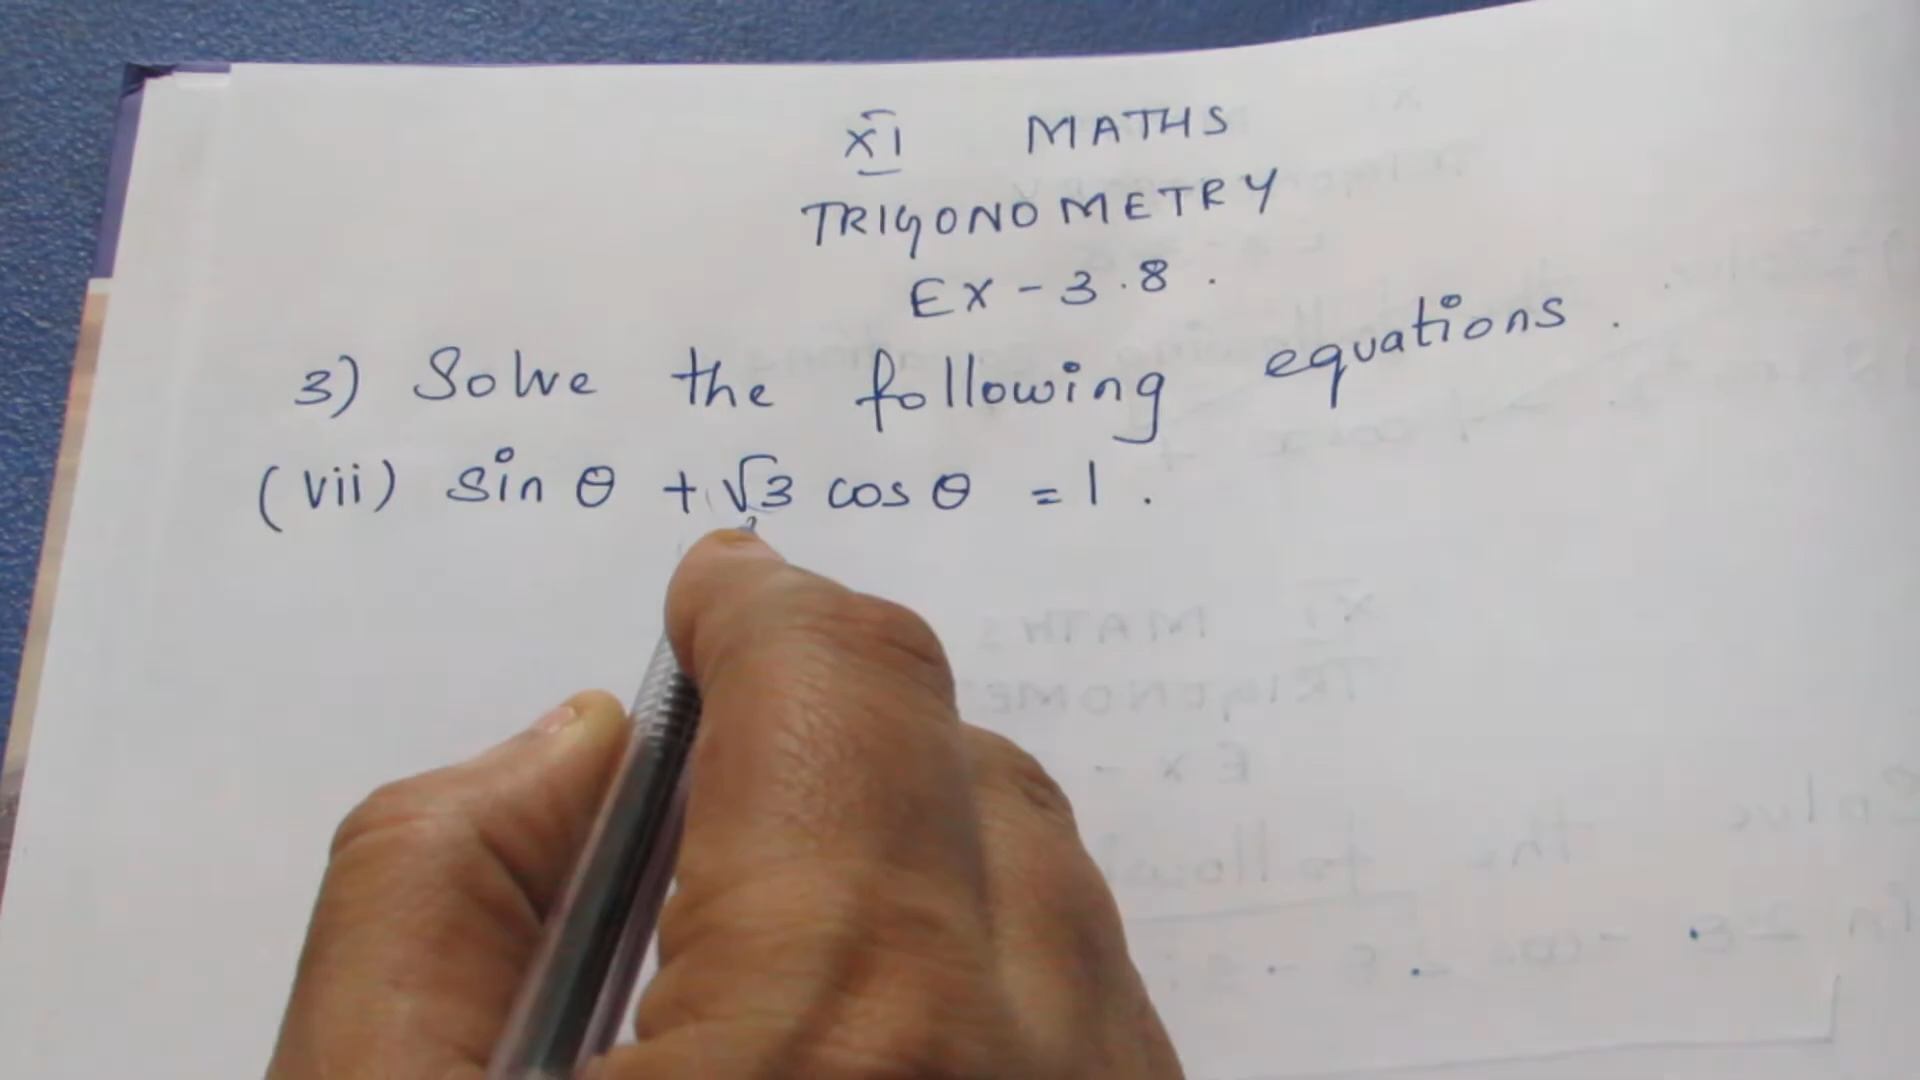 XI MATHS
TRIGONOMETRY
EX - 3.8.
3) Solve the following equations.
(vii) sin θ + √3 cos θ = 1.